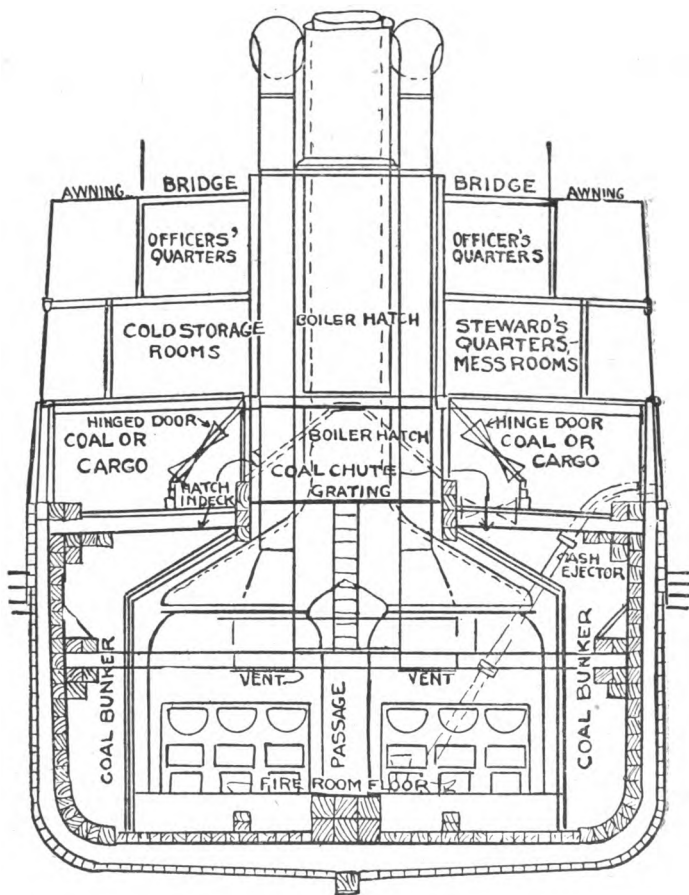 AWNING
BRIDGE
BRIDGE
AWNING
OFFICERS'
QUARTERS
OFFICER'S
QUARTERS
COLD STORAGE
ROOMS
BOILER HATCH
STEWARD'S
QUARTERS-
MESS ROOMS
HINGED DOOR
COAL OR
CARGO
BOILER HATCH
HINGE DOOR
COAL OR
CARGO
HATCH
IN DECK
COAL CHUTE
GRATING
ASH
EJECTOR
COAL BUNKER
VENT
PASSAGE
VENT
COAL BUNKER
FIRE ROOM FLOOR